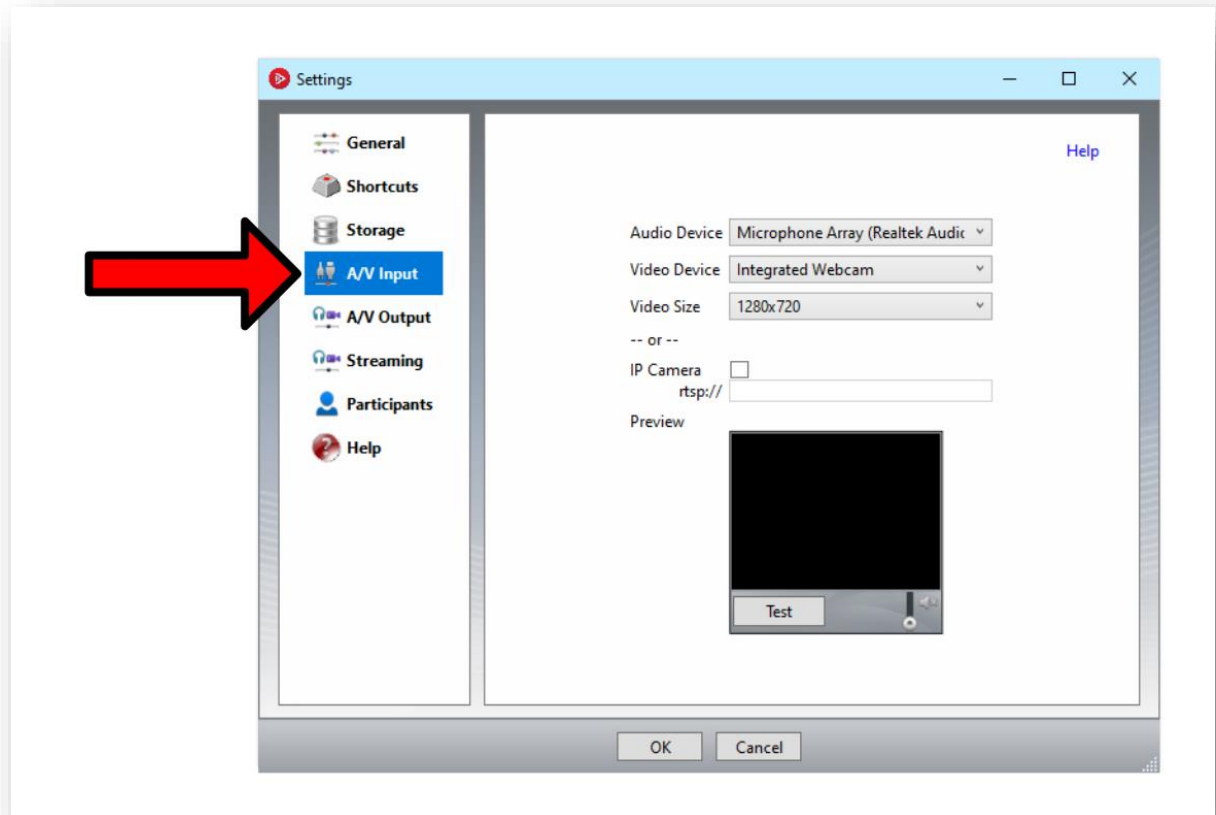 Settings
General
Shortcuts
Storage
A/V Input
A/V Output
Streaming
Participants
Help
Help
Audio Device Microphone Array (Realtek Audic
Video Device Integrated Webcam
Video Size 1280x720
-- or --
IP Camera
rtsp://
Preview
Test
OK Cancel